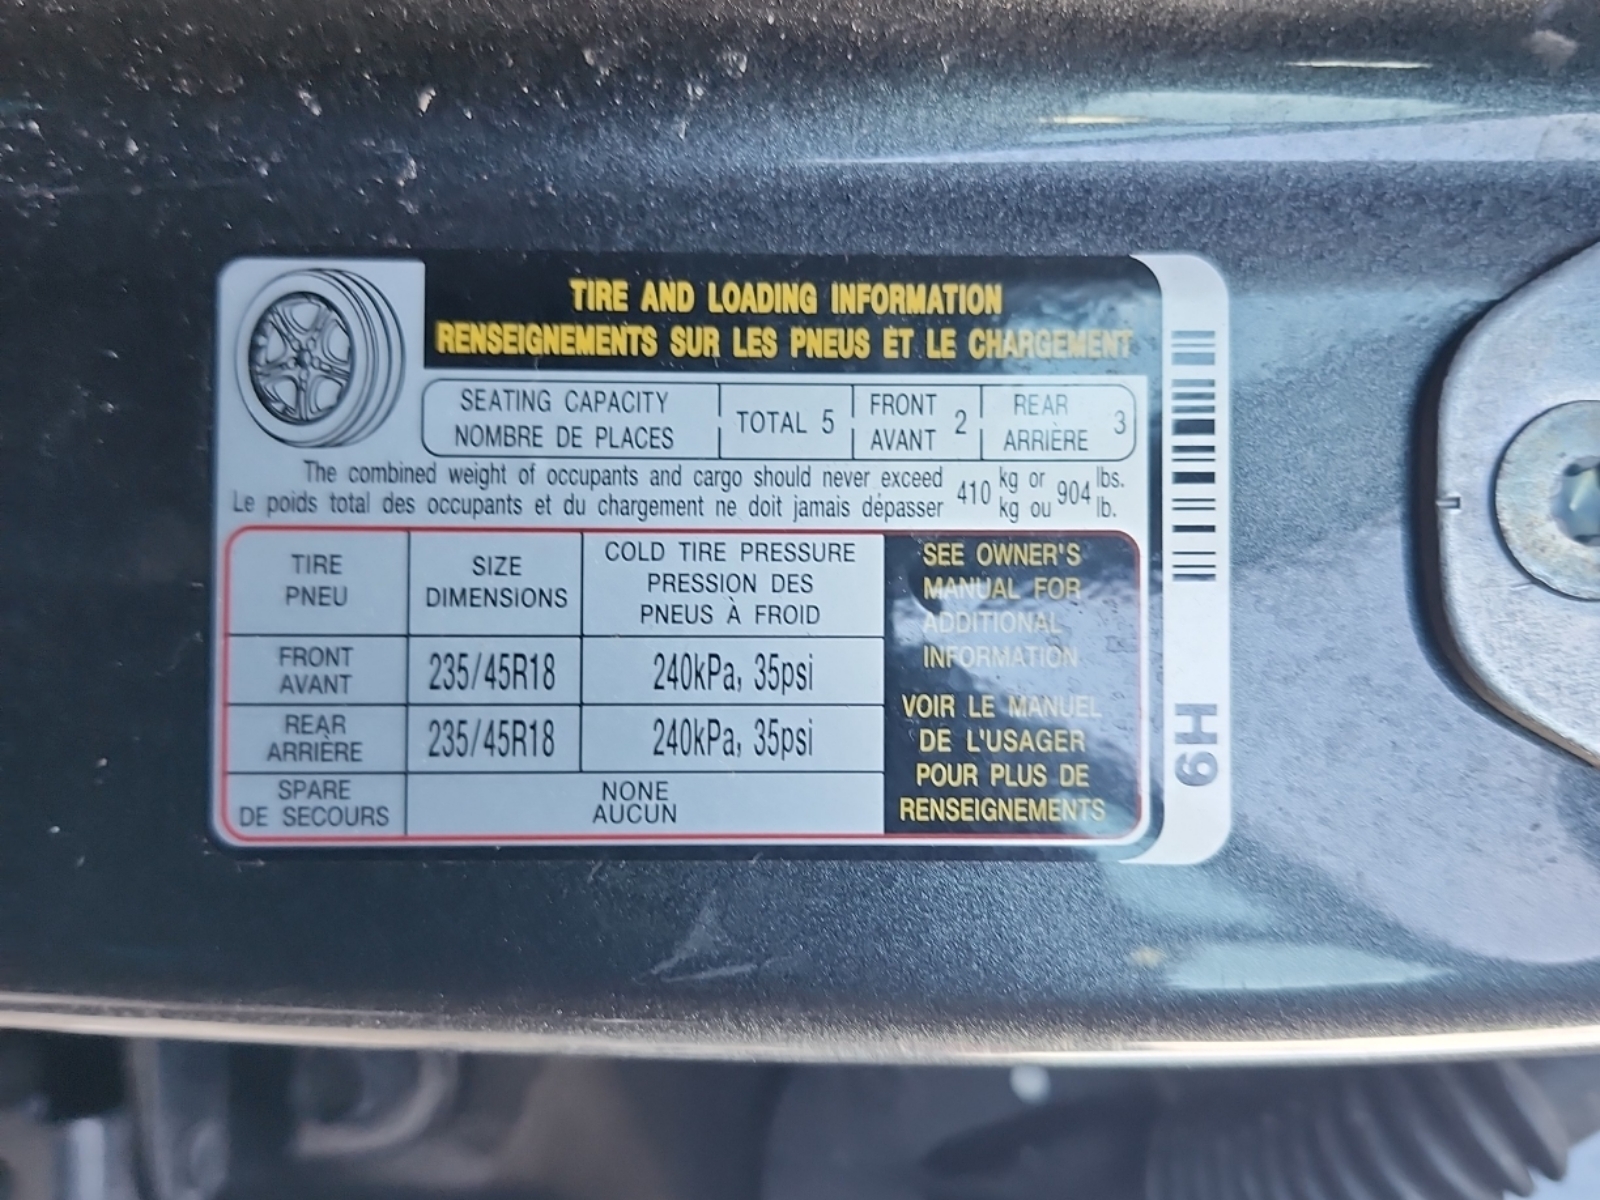 TIRE AND LOADING INFORMATION
RENSEIGNEMENTS SUR LES PNEUS ET LE CHARGEMENT
SEATING CAPACITY
NOMBRE DE PLACES
TOTAL 5
FRONT
AVANT
2
REAR
ARRIÈRE
3
The combined weight of occupants and cargo should never exceed 410 kg or 904 lbs.
Le poids total des occupants et du chargement ne doit jamais dépasser 410 kg ou 904 lb.
TIRE
PNEU
SIZE
DIMENSIONS
COLD TIRE PRESSURE
PRESSION DES
PNEUS À FROID
FRONT
AVANT
235/45R18
240kPa, 35psi
REAR
ARRIÈRE
235/45R18
240kPa, 35psi
SPARE
DE SECOURS
NONE
AUCUN
SEE OWNER'S
MANUAL FOR
ADDITIONAL
INFORMATION
VOIR LE MANUEL
DE L'USAGER
POUR PLUS DE
RENSEIGNEMENTS
H9